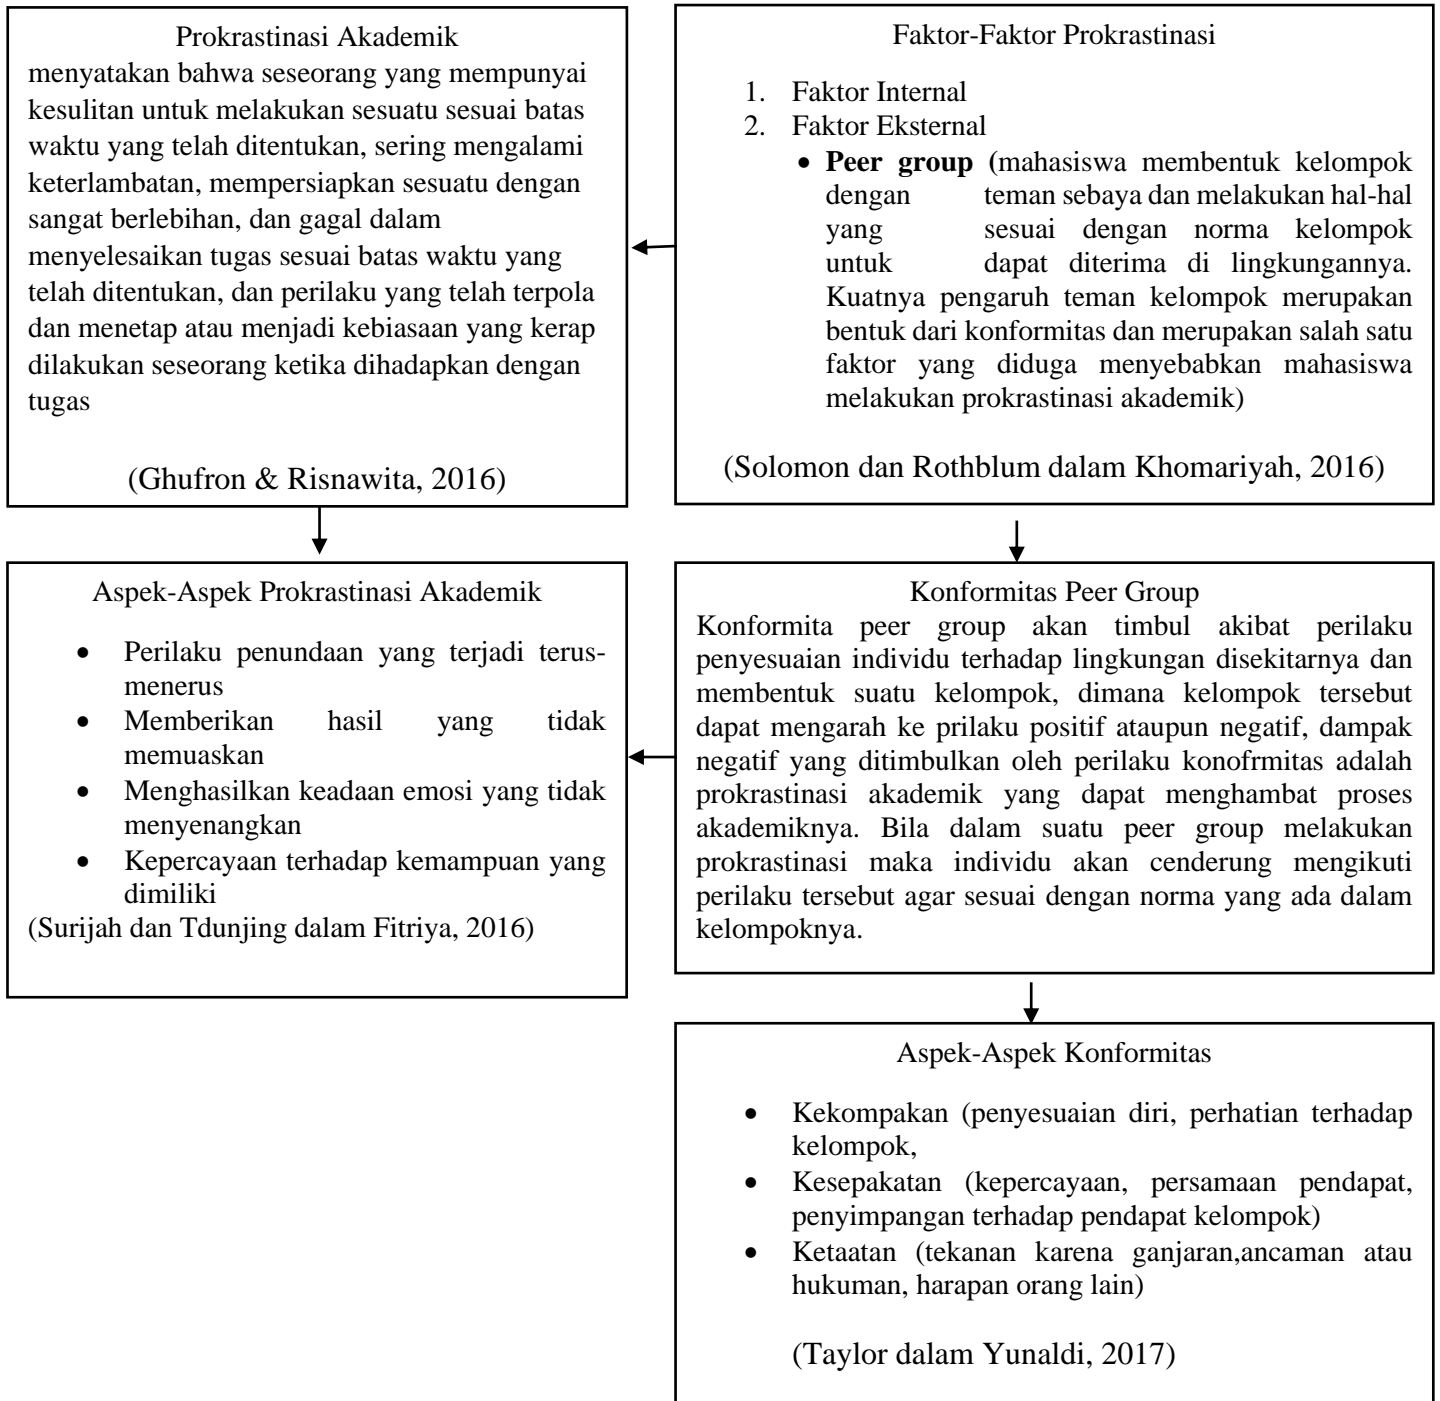 Prokrastinasi Akademik
menyatakan bahwa seseorang yang mempunyai
kesulitan untuk melakukan sesuatu sesuai batas
waktu yang telah ditentukan, sering mengalami
keterlambatan, mempersiapkan sesuatu dengan
sangat berlebihan, dan gagal dalam
menyelesaikan tugas sesuai batas waktu yang
telah ditentukan, dan perilaku yang telah terpola
dan menetap atau menjadi kebiasaan yang kerap
dilakukan seseorang ketika dihadapkan dengan
tugas
(Ghufron & Risnawita, 2016)
Faktor-Faktor Prokrastinasi
1. Faktor Internal
2. Faktor Eksternal
• Peer group (mahasiswa membentuk kelompok
dengan teman sebaya dan melakukan hal-hal
yang sesuai dengan norma kelompok
untuk dapat diterima di lingkungannya.
Kuatnya pengaruh teman kelompok merupakan
bentuk dari konformitas dan merupakan salah satu
faktor yang diduga menyebabkan mahasiswa
melakukan prokrastinasi akademik)
(Solomon dan Rothblum dalam Khomariyah, 2016)
Aspek-Aspek Prokrastinasi Akademik
• Perilaku penundaan yang terjadi terus-
menerus
• Memberikan hasil yang tidak
memuaskan
• Menghasilkan keadaan emosi yang tidak
menyenangkan
• Kepercayaan terhadap kemampuan yang
dimiliki
(Surijah dan Tdunjing dalam Fitriya, 2016)
Konformitas Peer Group
Konformita peer group akan timbul akibat perilaku
penyesuaian individu terhadap lingkungan disekitarnya dan
membentuk suatu kelompok, dimana kelompok tersebut
dapat mengarah ke prilaku positif ataupun negatif, dampak
negatif yang ditimbulkan oleh perilaku konofrmitas adalah
prokrastinasi akademik yang dapat menghambat proses
akademiknya. Bila dalam suatu peer group melakukan
prokrastinasi maka individu akan cenderung mengikuti
perilaku tersebut agar sesuai dengan norma yang ada dalam
kelompoknya.
Aspek-Aspek Konformitas
• Kekompakan (penyesuaian diri, perhatian terhadap
kelompok,
• Kesepakatan (kepercayaan, persamaan pendapat,
penyimpangan terhadap pendapat kelompok)
• Ketaatan (tekanan karena ganjaran,ancaman atau
hukuman, harapan orang lain)
(Taylor dalam Yunaldi, 2017)